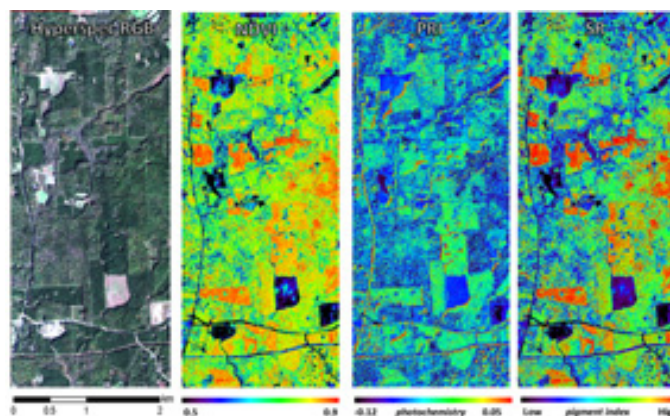 Hyperspec RGB
NDVI
PRI
SR
km
0 0.5 1 2
0.5 0.9
-0.12 photochemistry 0.05
Low pigment index